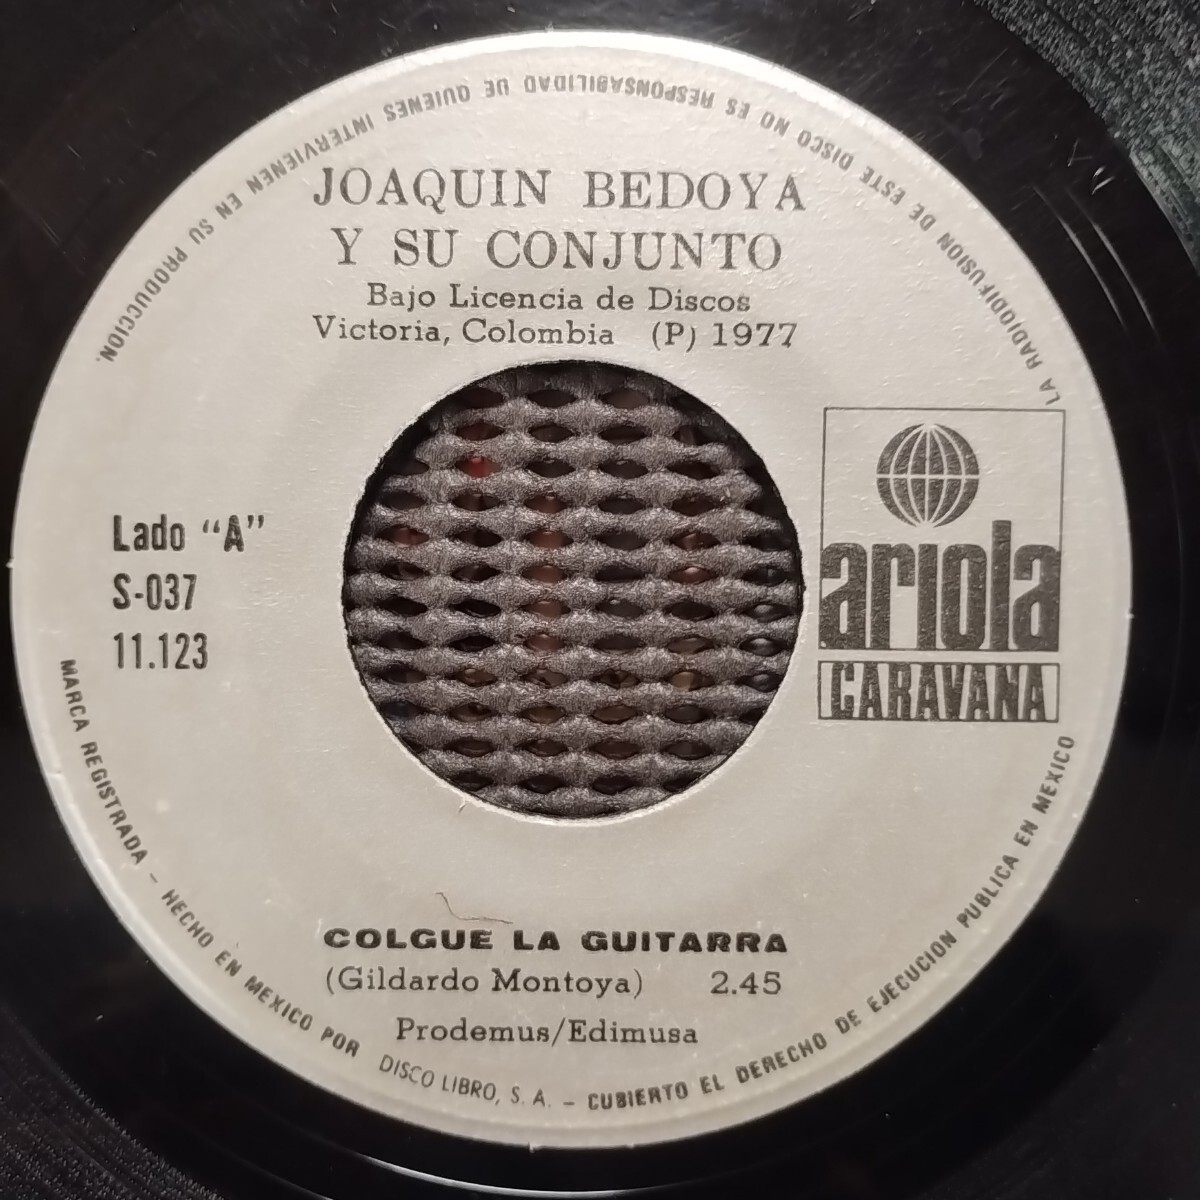 JOAQUIN BEDOYA
Y SU CONJUNTO
Bajo Licencia de Discos
Victoria, Colombia (P) 1977
Lado "A"
S-037
11.123
ariola
CARAVANA
COLGUE LA GUITARRA
(Gildardo Montoya) 2.45
Prodemus/Edimusa
MARCA REGISTRADA - HECHO EN MEXICO POR DISCO LIBRO, S. A. - CUBIERTO EL DERECHO DE EJECUCION PUBLICA EN MEXICO
LA RADIODIFUSION DE ESTE DISCO NO ES RESPONSABILIDAD DE QUIENES INTERVIENEN EN SU PRODUCCION.